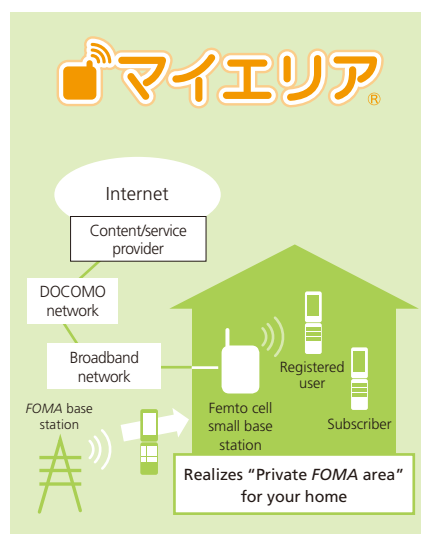 マイエリア®
Internet
Content/service
provider
DOCOMO
network
Broadband
network
FOMA base
station
Femto cell
small base
station
Registered
user
Subscriber
Realizes “Private FOMA area”
for your home